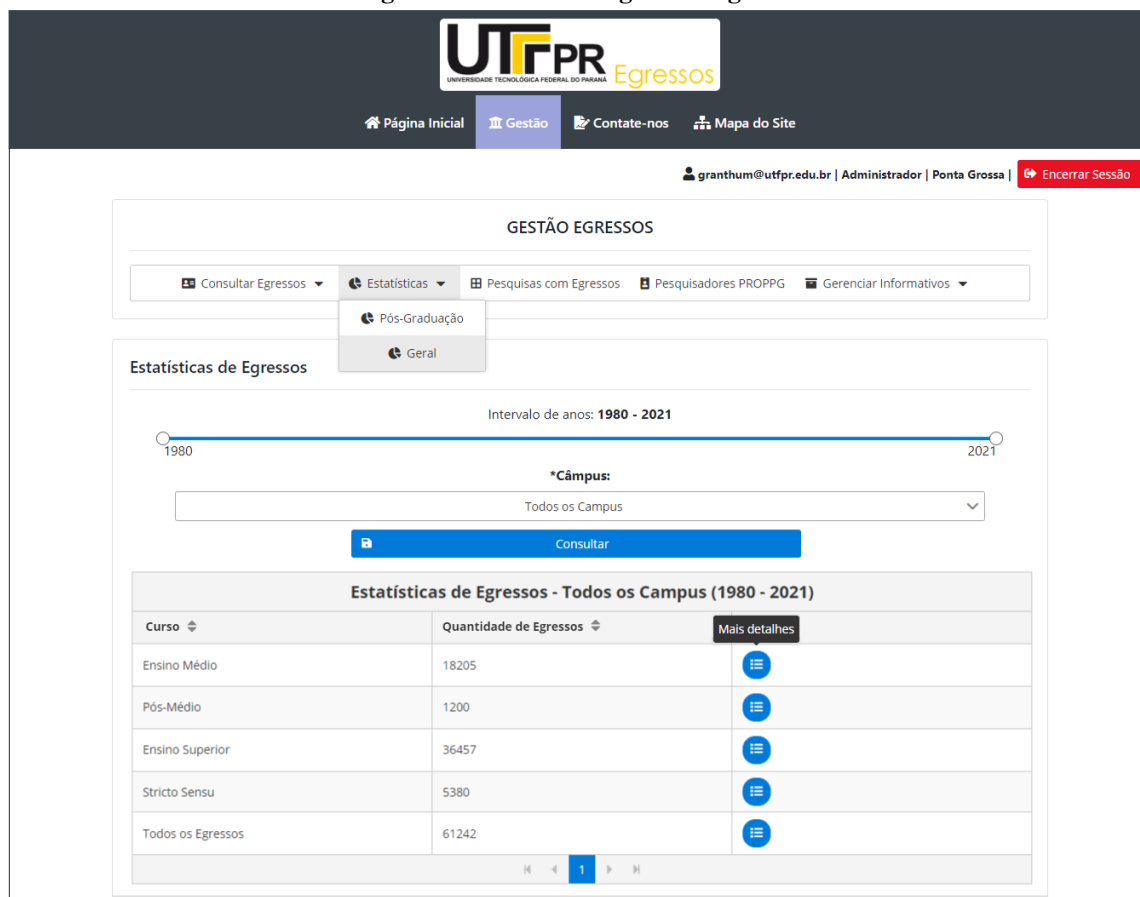 UTFPR
UNIVERSIDADE TECNOLÓGICA FEDERAL DO PARANÁ
Egressos
Página Inicial Gestão Contate-nos Mapa do Site
granthum@utfpr.edu.br | Administrador | Ponta Grossa | Encerrar Sessão
GESTÃO EGRESSOS
Consultar Egressos Estatísticas Pesquisas com Egressos Pesquisadores PROPPG Gerenciar Informativos
Pós-Graduação
Geral
Estatísticas de Egressos
Intervalo de anos: 1980 - 2021
1980 2021
*Câmpus:
Todos os Campus
Consultar
Estatísticas de Egressos - Todos os Campus (1980 - 2021)
Curso Quantidade de Egressos Mais detalhes
Ensino Médio 18205
Pós-Médio 1200
Ensino Superior 36457
Stricto Sensu 5380
Todos os Egressos 61242
1